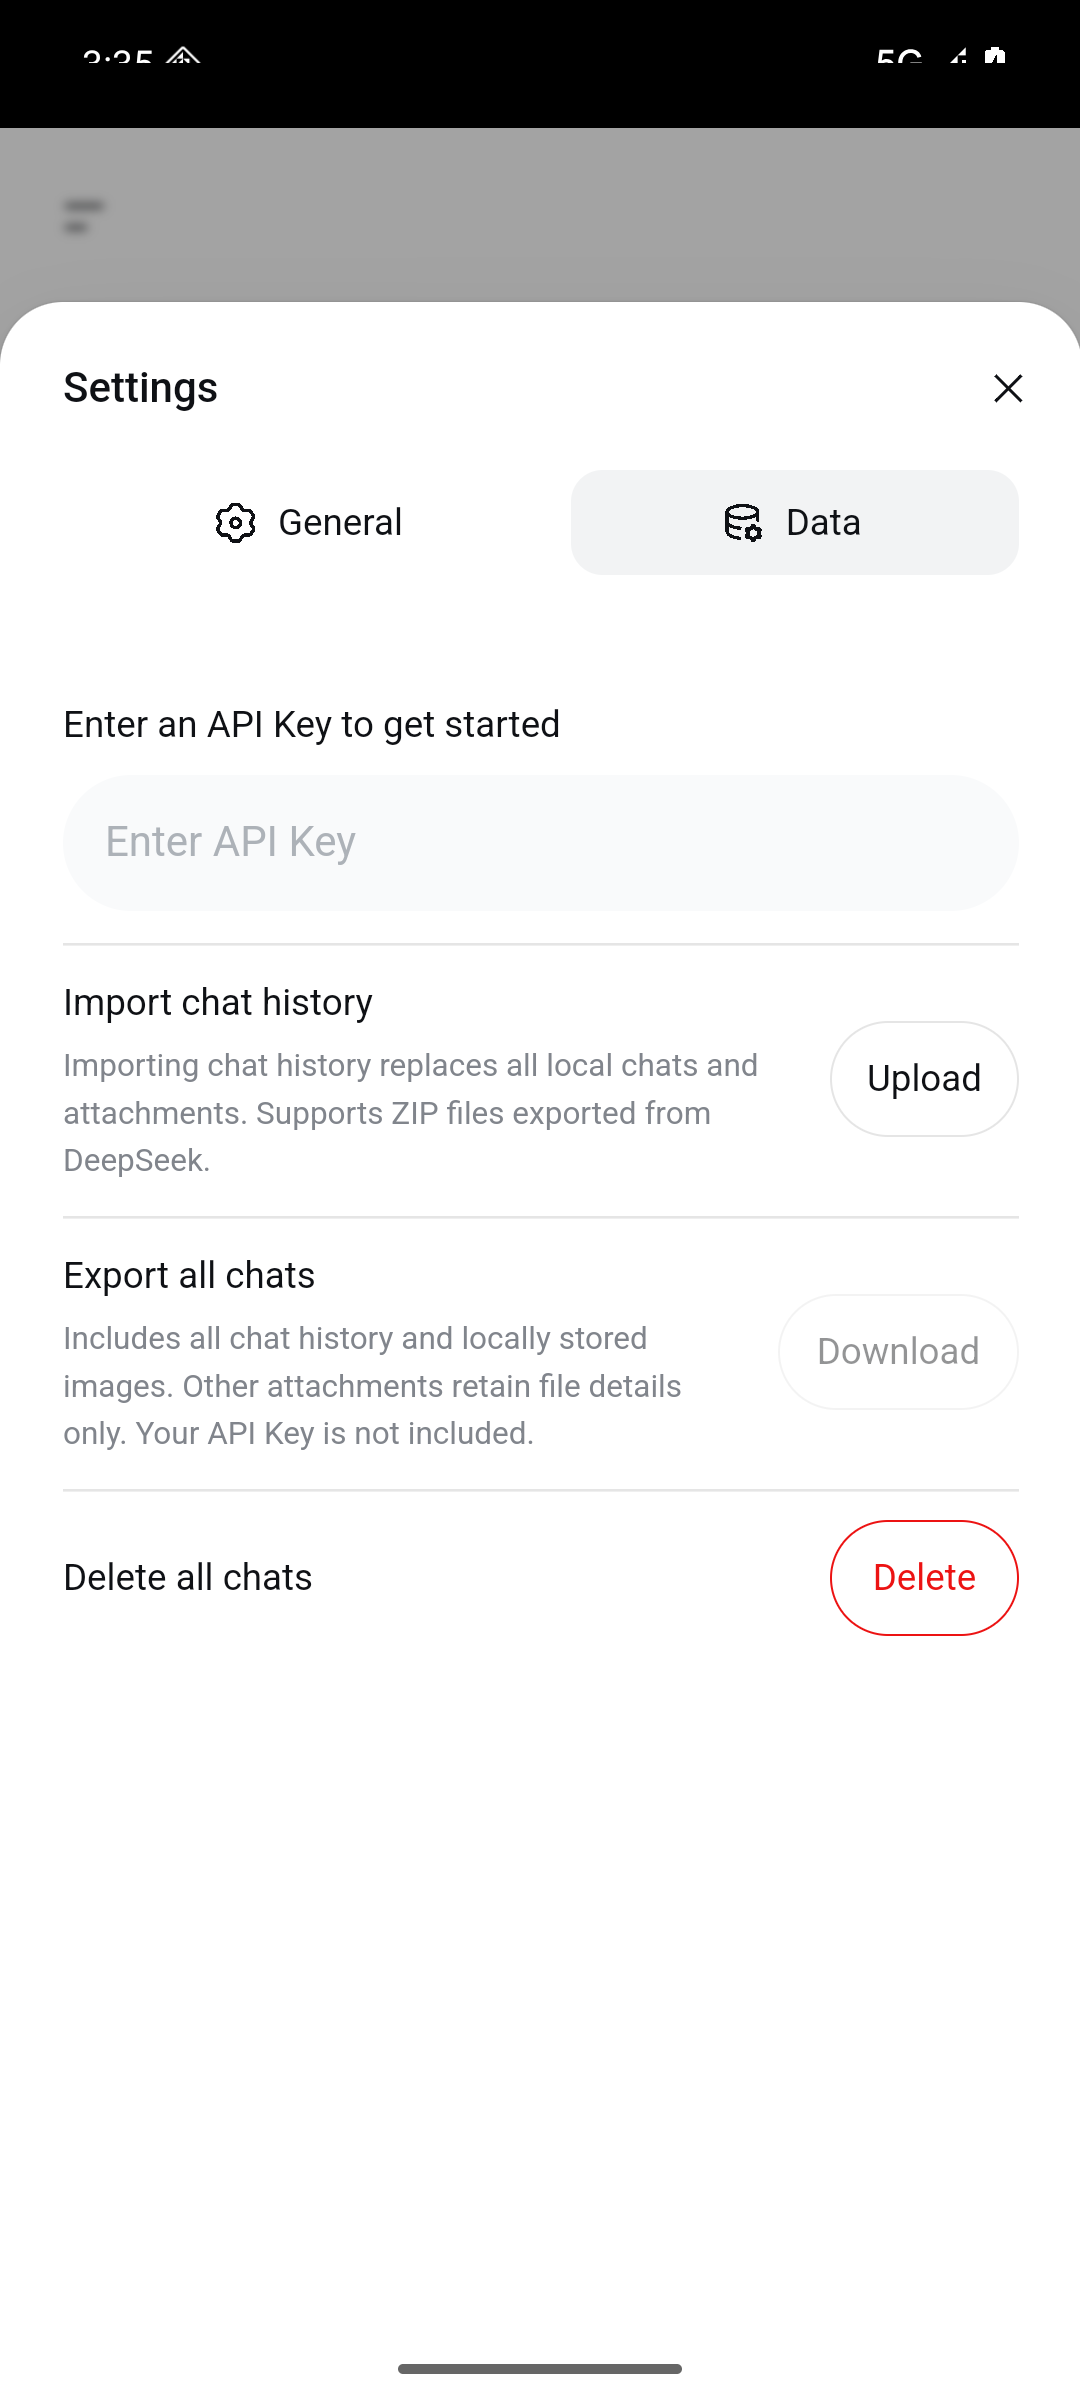 3:35
5G
Settings
General
Data
Enter an API Key to get started
Enter API Key
Import chat history
Importing chat history replaces all local chats and
attachments. Supports ZIP files exported from
DeepSeek.
Upload
Export all chats
Includes all chat history and locally stored
images. Other attachments retain file details
only. Your API Key is not included.
Download
Delete all chats
Delete